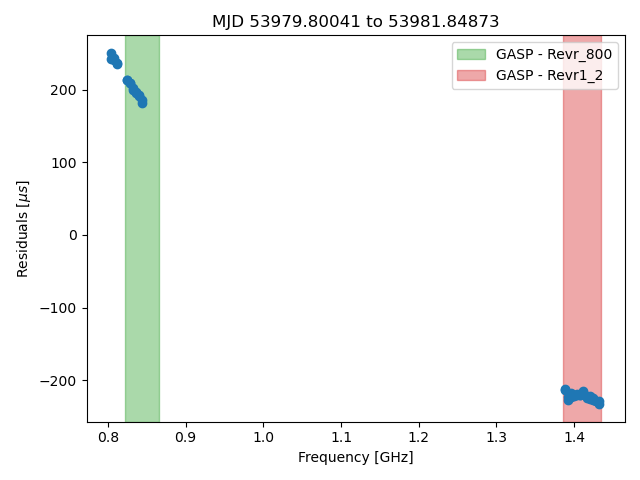 MJD 53979.80041 to 53981.84873
GASP - Revr_800
GASP - Revr1_2
Residuals [μs]
200
100
0
−100
−200
0.8 0.9 1.0 1.1 1.2 1.3 1.4
Frequency [GHz]